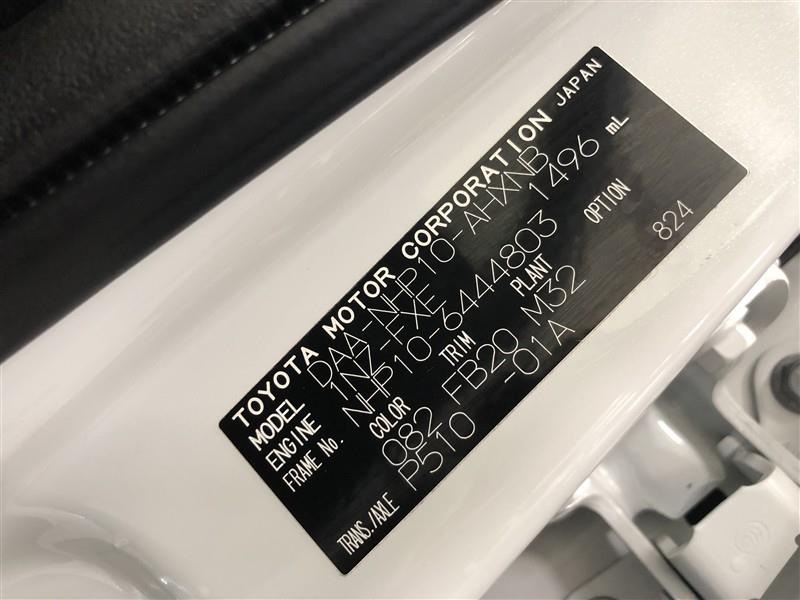 TOYOTA MOTOR CORPORATION JAPAN
MODEL DAA-NHP10-AHXNB
ENGINE 1NZ-FXE 1496 mL
FRAME No. NHP10-6444803
COLOR TRIM PLANT OPTION
082 FB20 M32 824
TRANS./AXLE P510 -01A